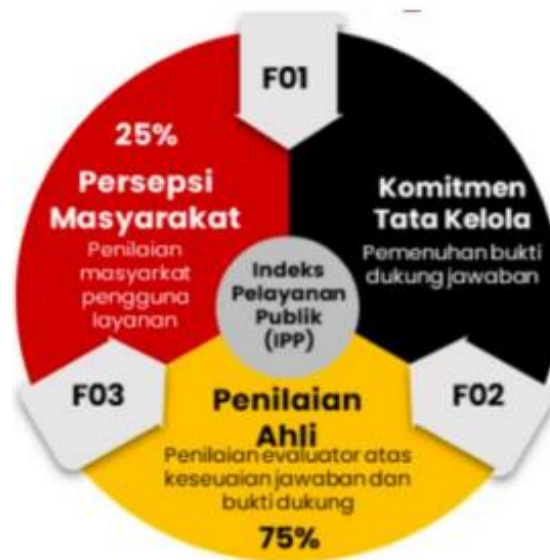 F01
25%
Persepsi
Masyarakat
Penilaian
masyarkat
pengguna
layanan
Komitmen
Tata Kelola
Pemenuhan bukti
dukung jawaban
Indeks
Pelayanan
Publik
(IPP)
F03
F02
Penilaian
Ahli
Penilaian evaluator atas
keseuaian jawaban dan
bukti dukung
75%